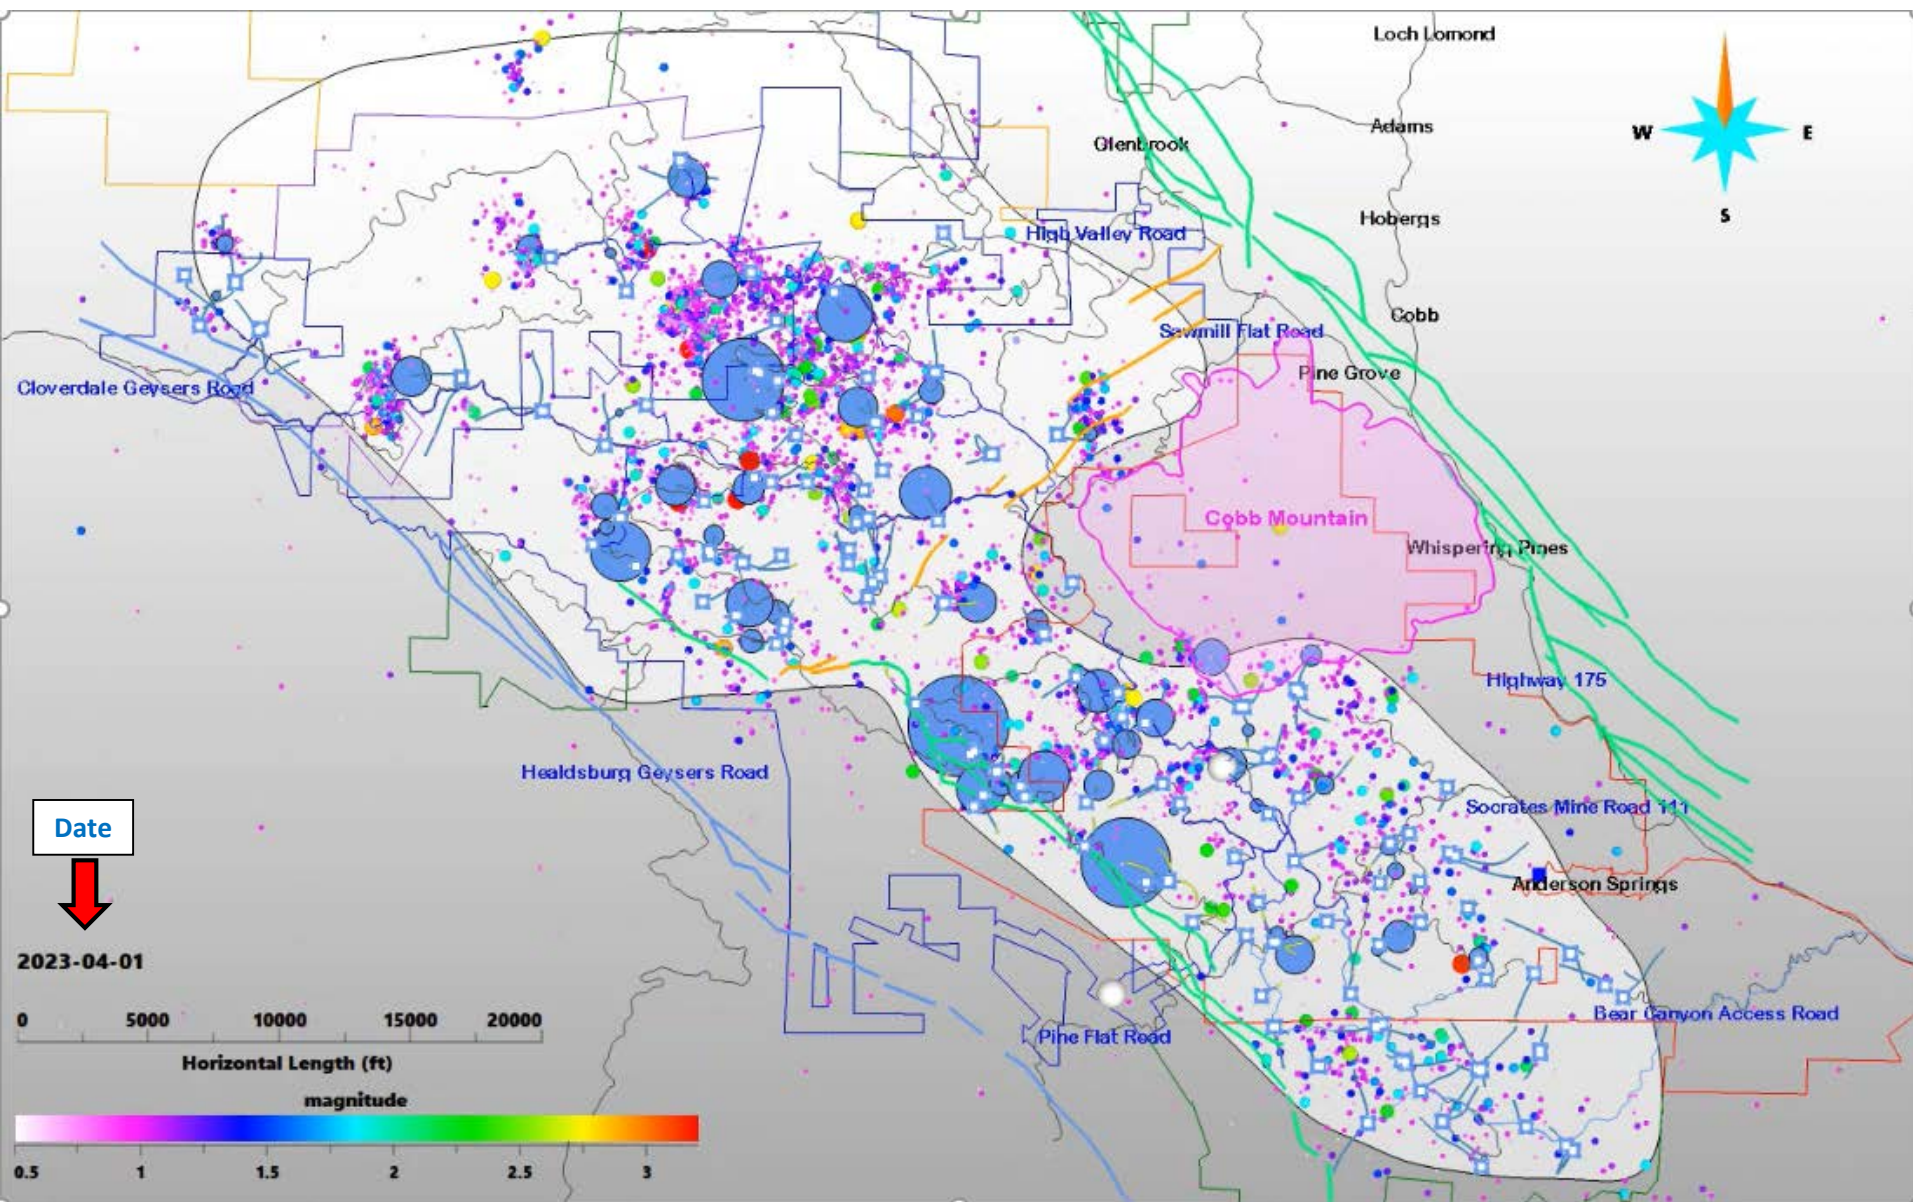 Loch Lomond
Adams
Glenbrook
W
E
S
Hobergs
High Valley Road
Cobb
Sawmill Flat Road
Pine Grove
Cloverdale Geysers Road
Cobb Mountain
Whispering Pines
Highway 175
Healdsburg Geysers Road
Socrates Mine Road 111
Date
Anderson Springs
2023-04-01
Bear Canyon Access Road
0 5000 10000 15000 20000
Pine Flat Road
Horizontal Length (ft)
magnitude
0.5 1 1.5 2 2.5 3